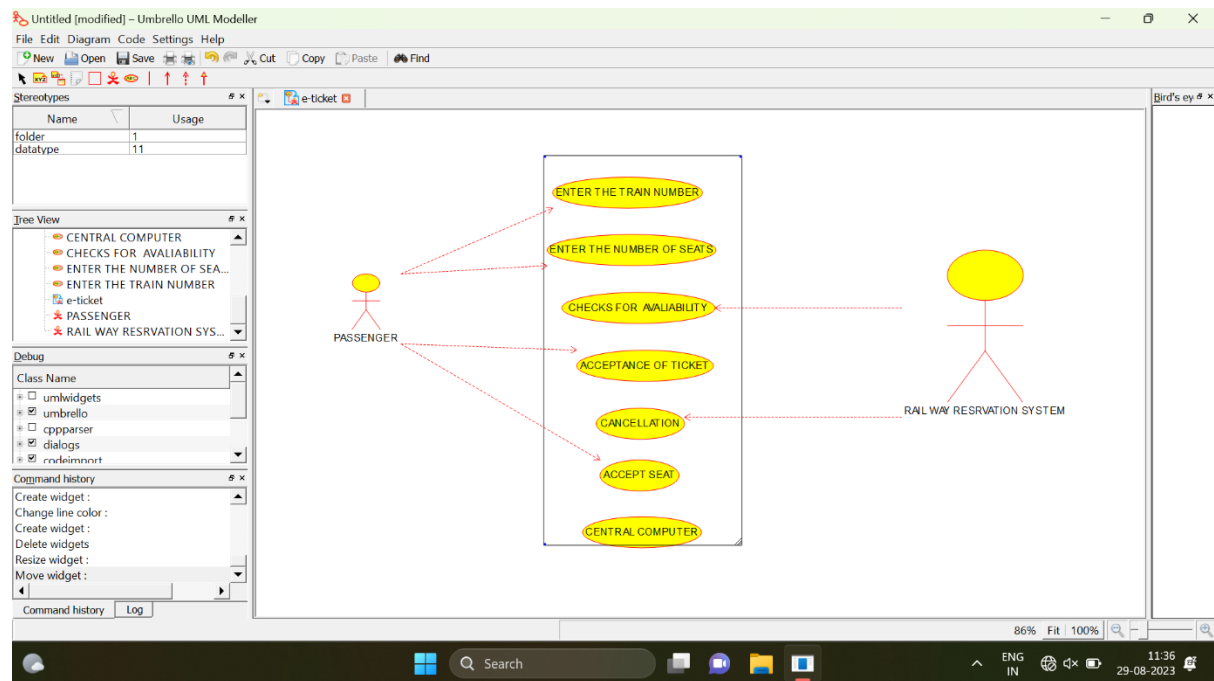 Untitled [modified] – Umbrello UML Modeller
File Edit Diagram Code Settings Help
New Open Save Cut Copy Paste Find
Stereotypes
Name Usage
folder 1
datatype 11
Tree View
CENTRAL COMPUTER
CHECKS FOR AVALIABILITY
ENTER THE NUMBER OF SEA...
ENTER THE TRAIN NUMBER
e-ticket
PASSENGER
RAIL WAY RESRVATION SYS...
Debug
Class Name
umlwidgets
umbrello
cppparser
dialogs
codeimport
Command history
Create widget :
Change line color :
Create widget :
Delete widgets
Resize widget :
Move widget :
Command history Log
e-ticket
ENTER THE TRAIN NUMBER
ENTER THE NUMBER OF SEATS
CHECKS FOR AVALIABILITY
PASSENGER
ACCEPTANCE OF TICKET
CANCELLATION
RAIL WAY RESRVATION SYSTEM
ACCEPT SEAT
CENTRAL COMPUTER
Bird's ey
86% Fit 100%
Search
ENG
IN
11:36
29-08-2023